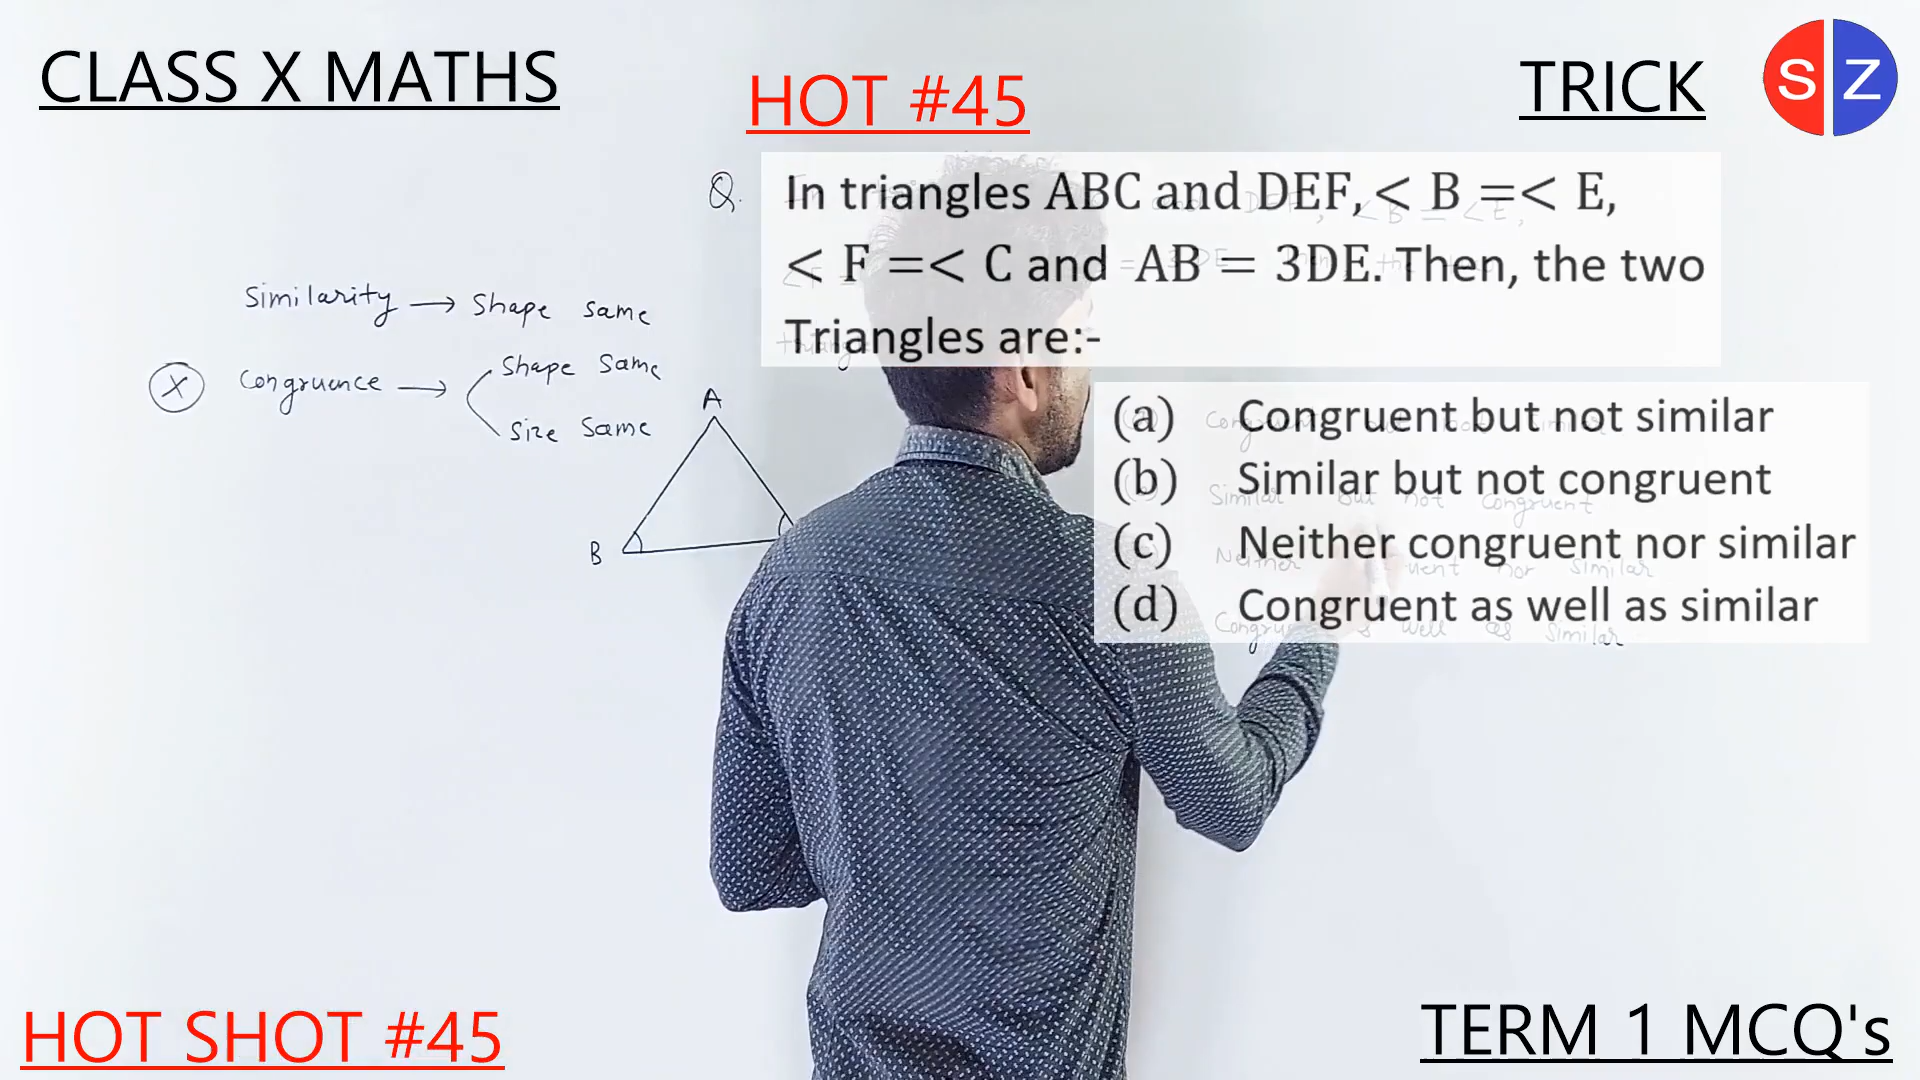 CLASS X MATHS
HOT #45
TRICK
S Z
Q.
In triangles ABC and DEF, < B =< E,
< F =< C and AB = 3DE. Then, the two
Triangles are:-
(a) Congruent but not similar
(b) Similar but not congruent
(c) Neither congruent nor similar
(d) Congruent as well as similar
Similarity → Shape Same
X Congruence → Shape Same
Size Same
A
B
HOT SHOT #45
TERM 1 MCQ's